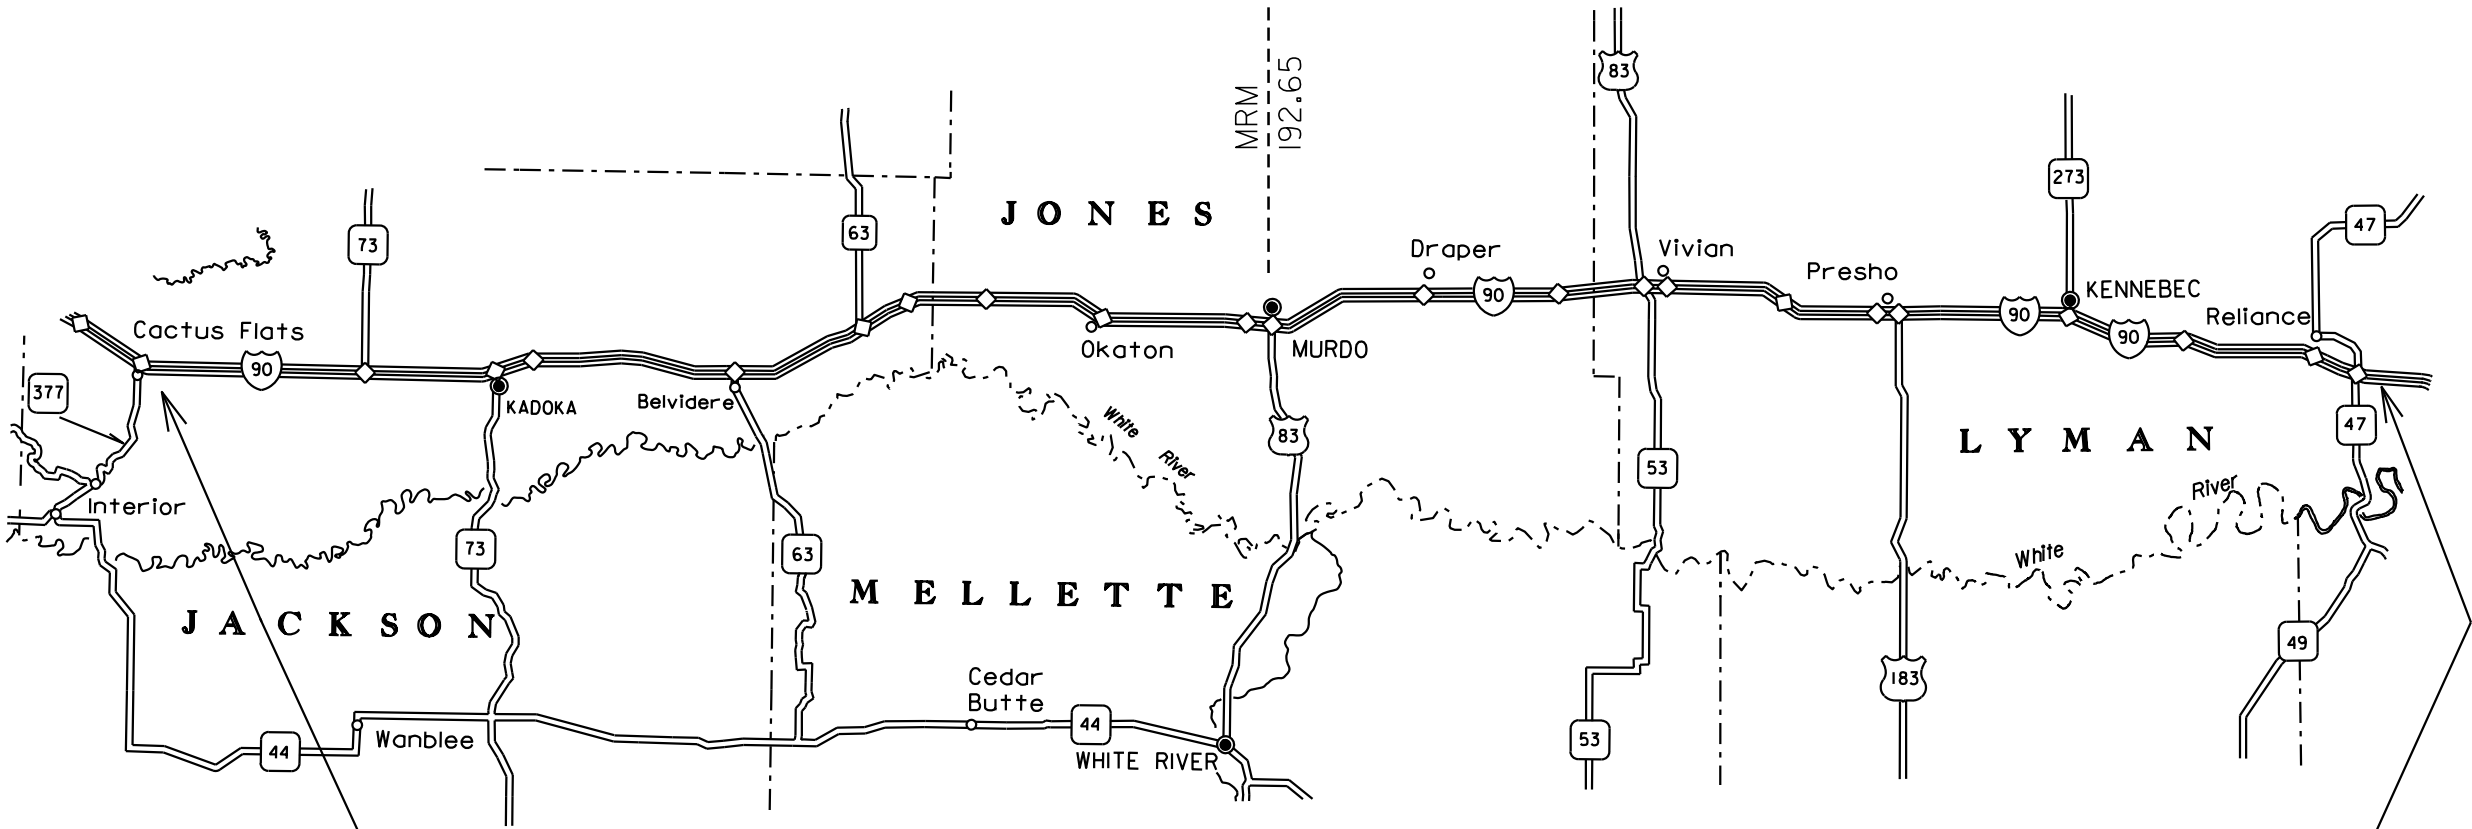 83
MRM
192.65
273
JONES
47
73
63
Draper
Vivian
Presho
90
KENNEBEC
Reliance
Cactus Flats
90
90
90
Okaton
MURDO
377
KADOKA
Belvidere
White
River
83
47
LYMAN
53
River
Interior
White
73
63
MELLETTE
JACKSON
49
Cedar
Butte
183
44
44
Wanblee
WHITE RIVER
53